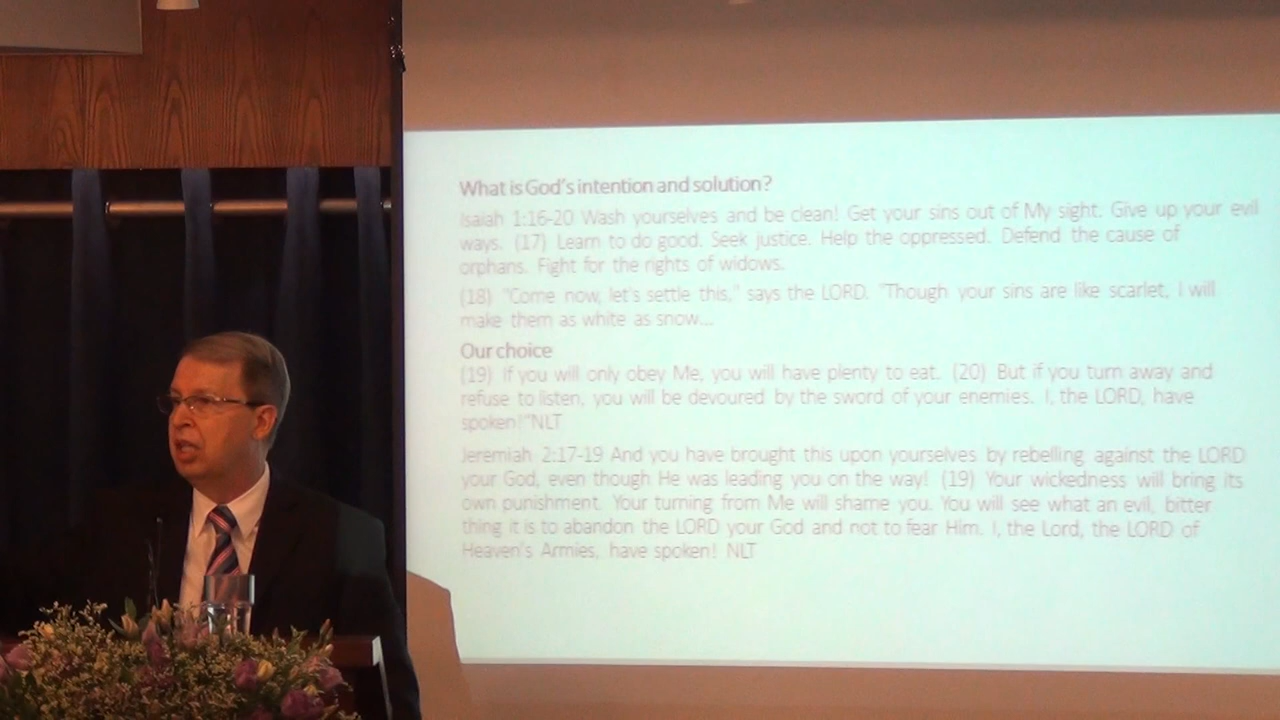 What is God's intention and solution?
Isaiah 1:16-20 Wash yourselves and be clean! Get your sins out of My sight. Give up your evil
ways. (17) Learn to do good. Seek justice. Help the oppressed. Defend the cause of
orphans. Fight for the rights of widows.
(18) "Come now, let's settle this," says the LORD. "Though your sins are like scarlet, I will
make them as white as snow...
Our choice
(19) If you will only obey Me, you will have plenty to eat. (20) But if you turn away and
refuse to listen, you will be devoured by the sword of your enemies. I, the LORD, have
spoken!"NLT
Jeremiah 2:17-19 And you have brought this upon yourselves by rebelling against the LORD
your God, even though He was leading you on the way! (19) Your wickedness will bring its
own punishment. Your turning from Me will shame you. You will see what an evil, bitter
thing it is to abandon the LORD your God and not to fear Him. I, the Lord, the LORD of
Heaven's Armies, have spoken! NLT